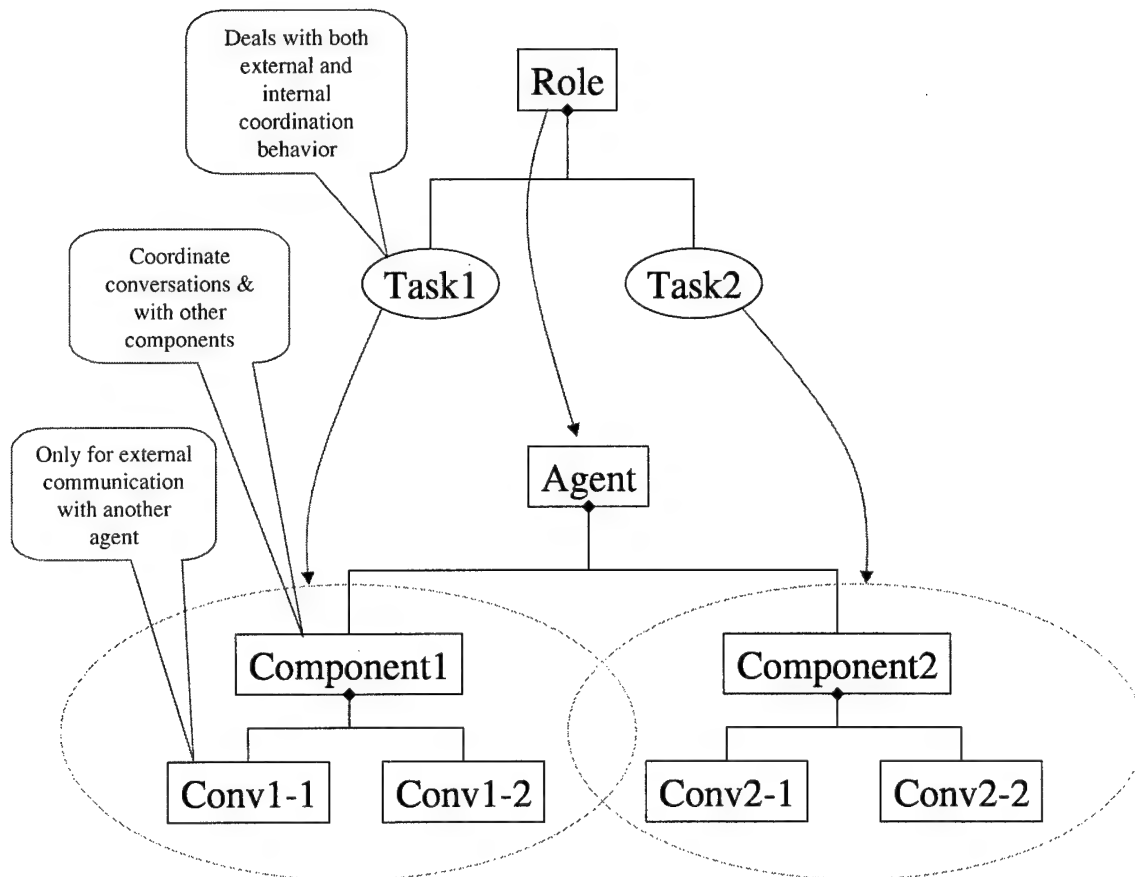 Deals with both
external and
internal
coordination
behavior
Role
Coordinate
conversations &
with other
components
Task1
Task2
Only for external
communication
with another
agent
Agent
Component1
Component2
Conv1-1
Conv1-2
Conv2-1
Conv2-2